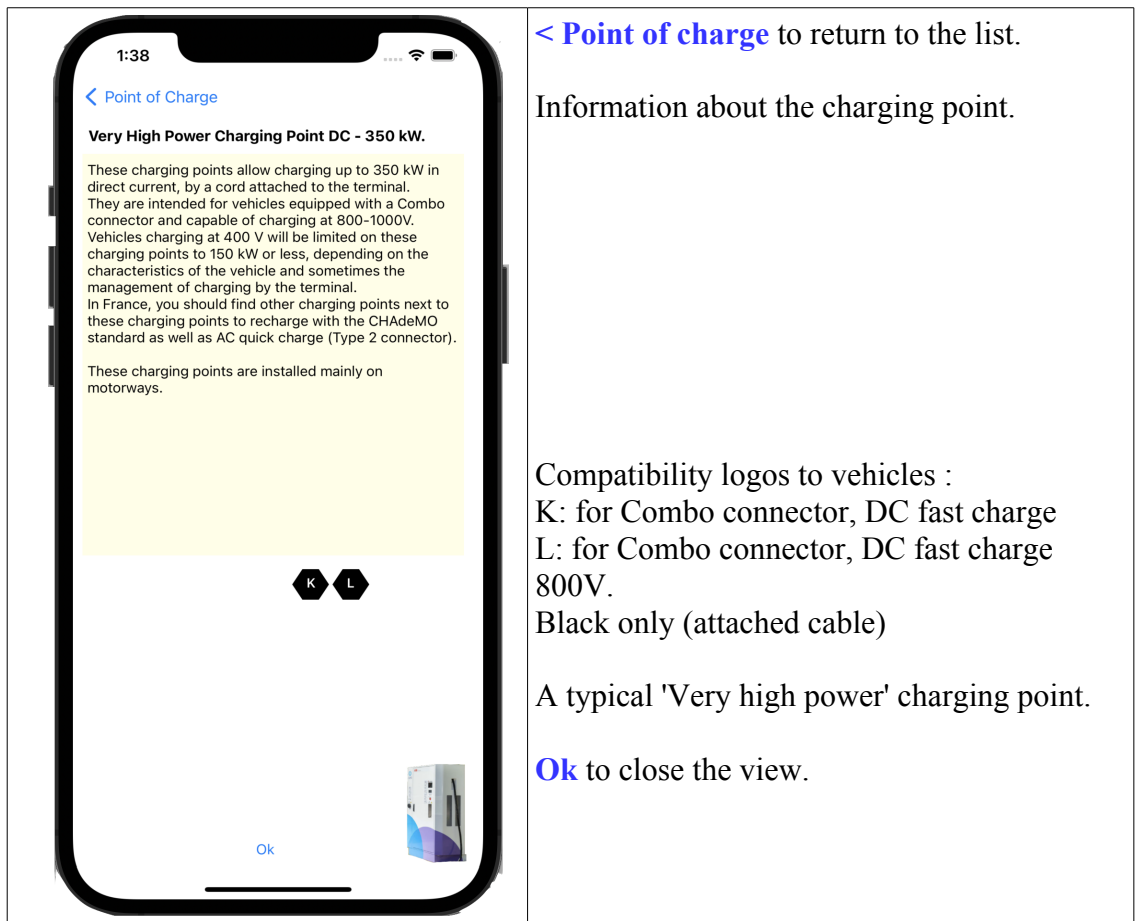 1:38
Point of Charge
Very High Power Charging Point DC - 350 kW.
These charging points allow charging up to 350 kW in
direct current, by a cord attached to the terminal.
They are intended for vehicles equipped with a Combo
connector and capable of charging at 800-1000V.
Vehicles charging at 400 V will be limited on these
charging points to 150 kW or less, depending on the
characteristics of the vehicle and sometimes the
management of charging by the terminal.
In France, you should find other charging points next to
these charging points to recharge with the CHAdeMO
standard as well as AC quick charge (Type 2 connector).
These charging points are installed mainly on
motorways.
K L
Ok
< Point of charge to return to the list.
Information about the charging point.
Compatibility logos to vehicles :
K: for Combo connector, DC fast charge
L: for Combo connector, DC fast charge
800V.
Black only (attached cable)
A typical 'Very high power' charging point.
Ok to close the view.